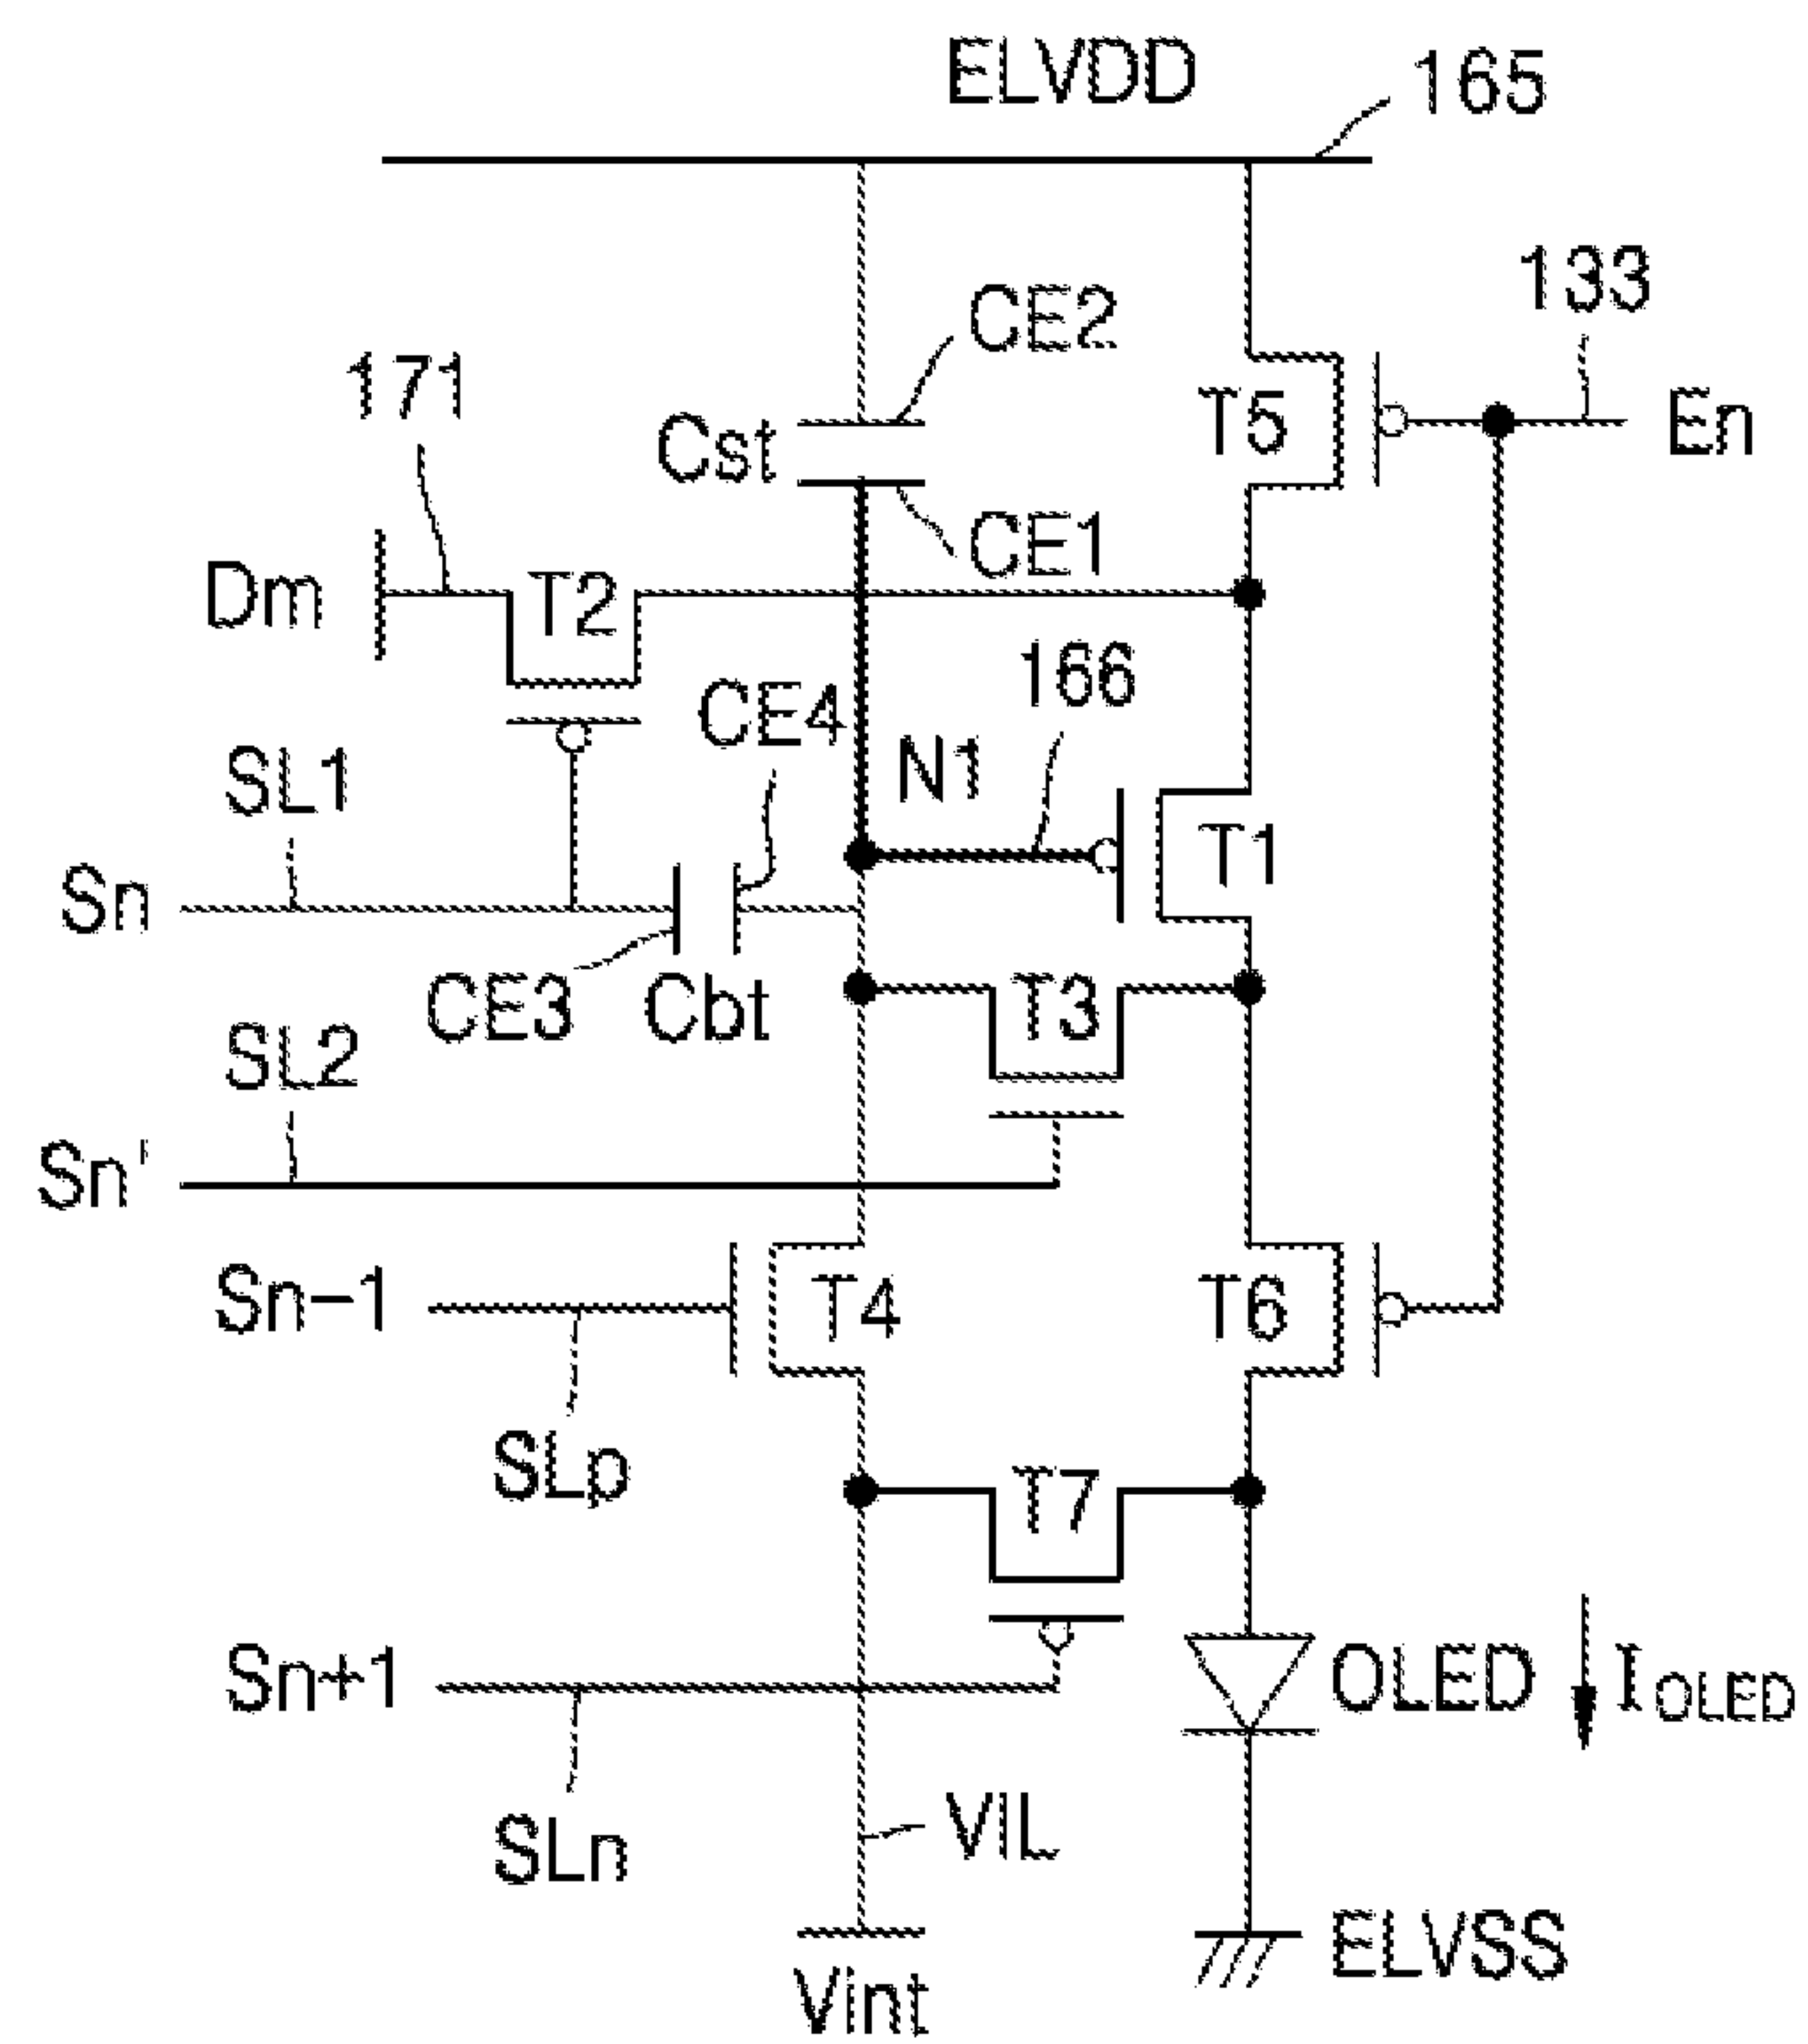 ELVDD
165
133
CE2
171
T5
En
Cst
CE1
Dm
T2
166
CE4
N1
SL1
T1
Sn
CE3
Cbt
T3
SL2
Sn'
Sn-1
T4
T6
SLp
T7
Sn+1
OLED
IOLED
SLn
VIL
ELVSS
Vint